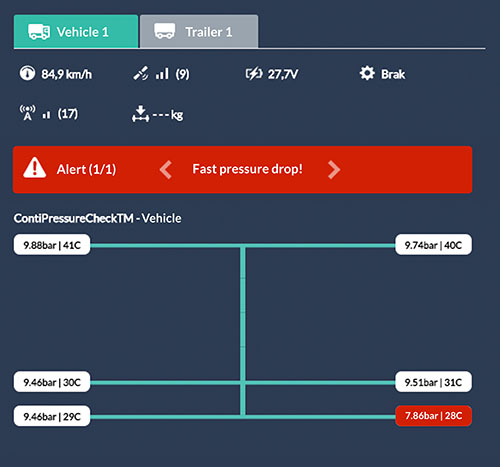 Vehicle 1 Trailer 1
84,9 km/h (9) 27,7V Brak
(17) - - - kg
Alert (1/1) Fast pressure drop!
ContiPressureCheckTM - Vehicle
9.88bar | 41C 9.74bar | 40C
9.46bar | 30C 9.51bar | 31C
9.46bar | 29C 7.86bar | 28C